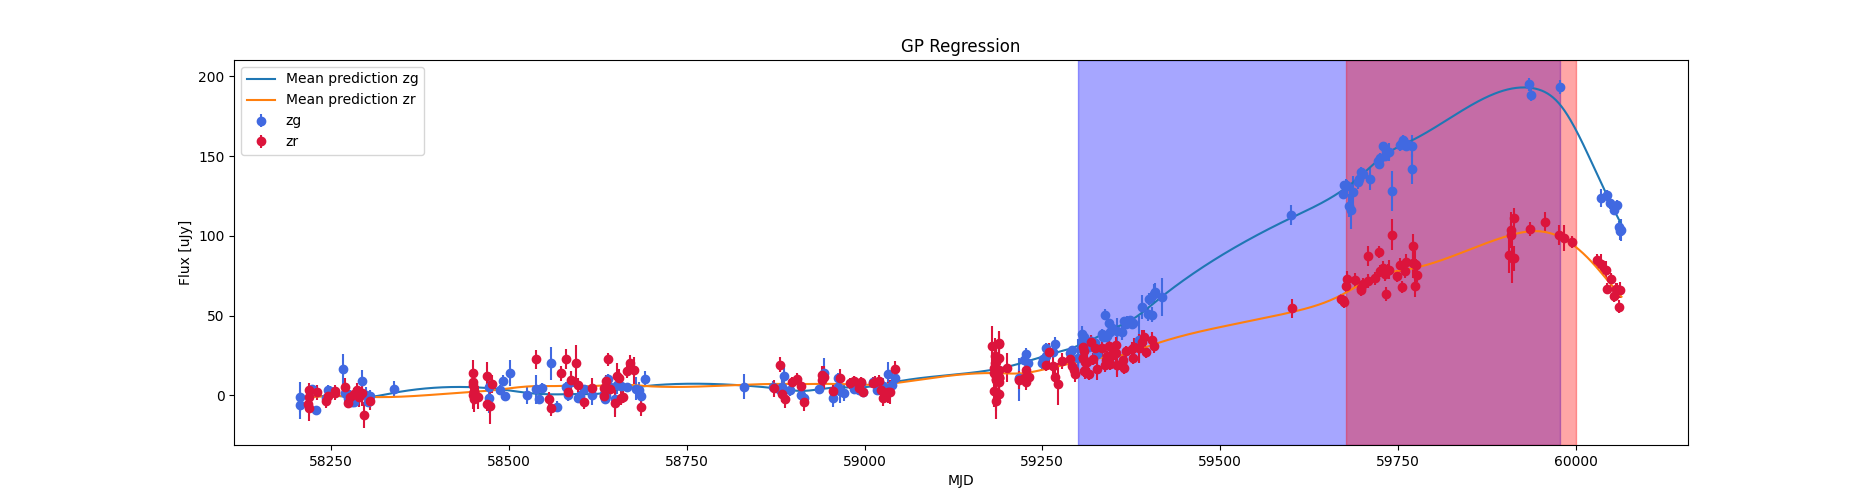 GP Regression
Mean prediction zg
Mean prediction zr
zg
zr
Flux [uJy]
200
150
100
50
0
58250 58500 58750 59000 59250 59500 59750 60000
MJD